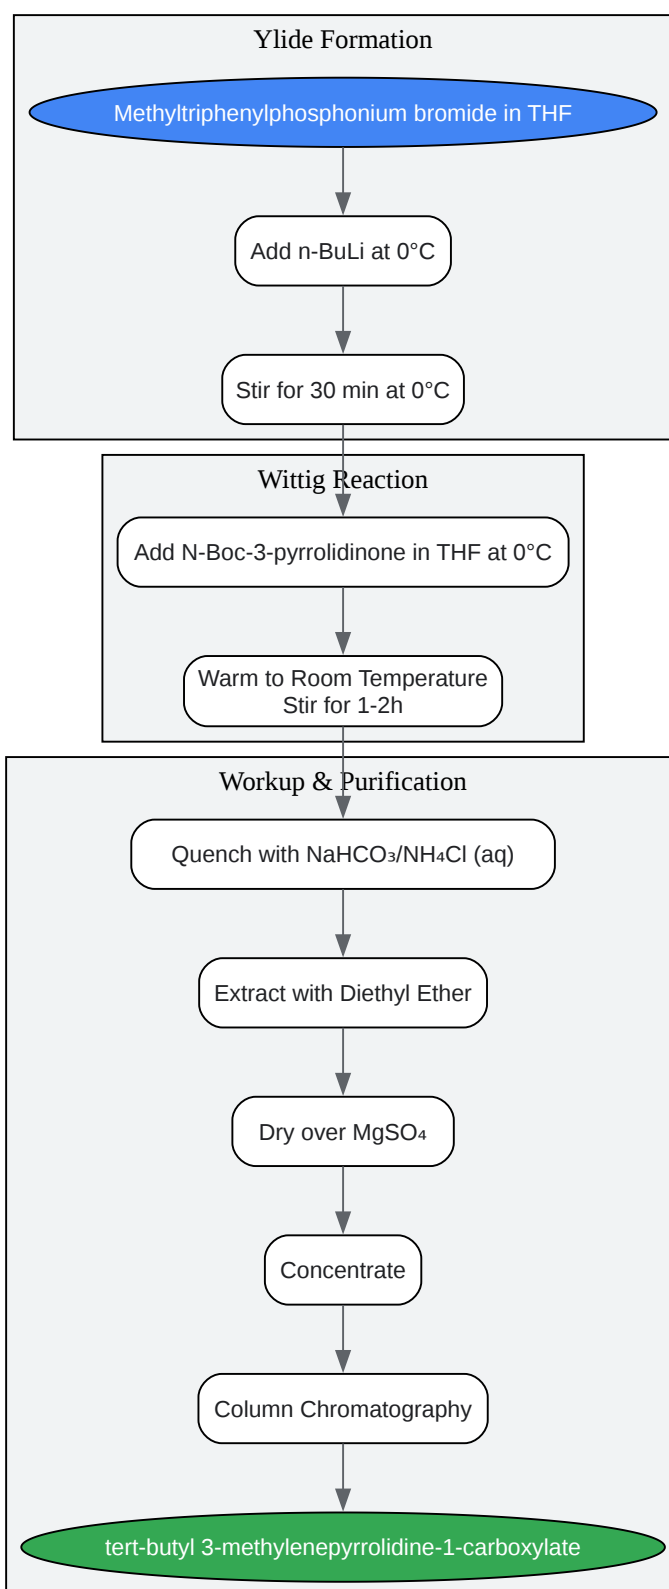 Ylide Formation
Methyltriphenylphosphonium bromide in THF
Add n-BuLi at 0°C
Stir for 30 min at 0°C
Wittig Reaction
Add N-Boc-3-pyrrolidinone in THF at 0°C
Warm to Room Temperature
Stir for 1-2h
Workup & Purification
Quench with NaHCO₃/NH₄Cl (aq)
Extract with Diethyl Ether
Dry over MgSO₄
Concentrate
Column Chromatography
tert-butyl 3-methylenepyrrolidine-1-carboxylate